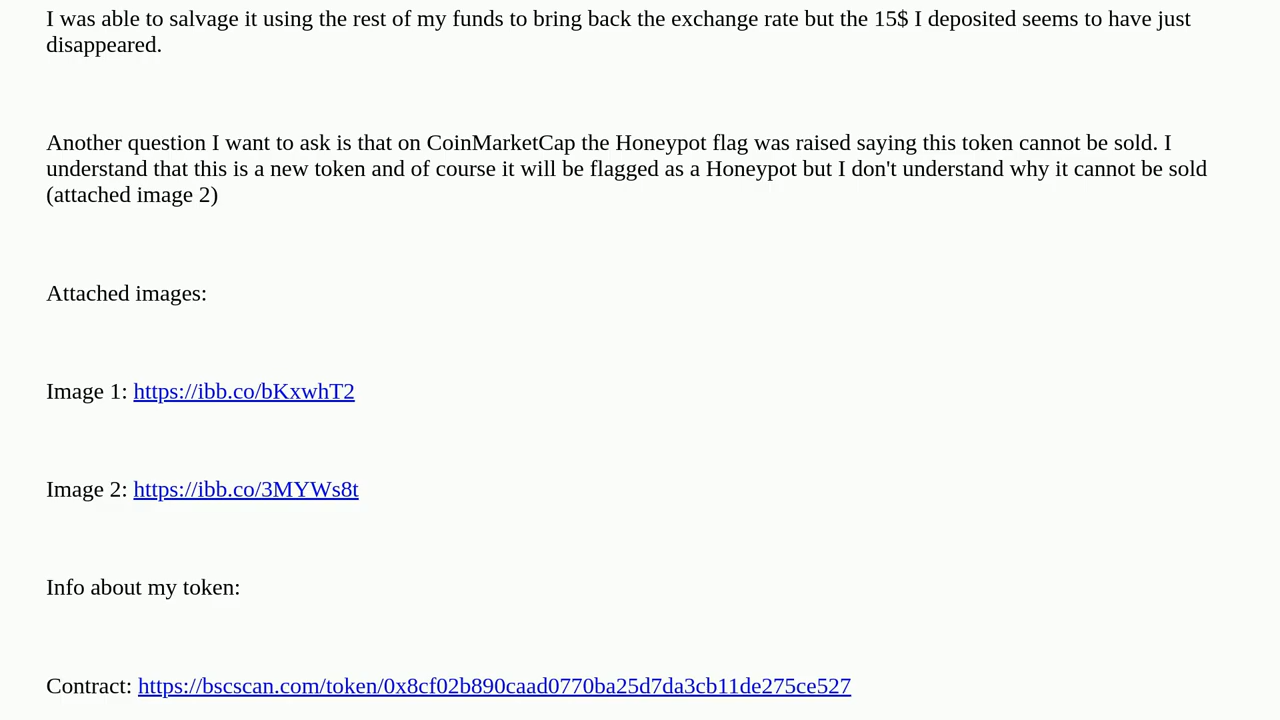 I was able to salvage it using the rest of my funds to bring back the exchange rate but the 15$ I deposited seems to have just
disappeared.
Another question I want to ask is that on CoinMarketCap the Honeypot flag was raised saying this token cannot be sold. I
understand that this is a new token and of course it will be flagged as a Honeypot but I don't understand why it cannot be sold
(attached image 2)
Attached images:
Image 1: https://ibb.co/bKxwhT2
Image 2: https://ibb.co/3MYWs8t
Info about my token:
Contract: https://bscscan.com/token/0x8cf02b890caad0770ba25d7da3cb11de275ce527